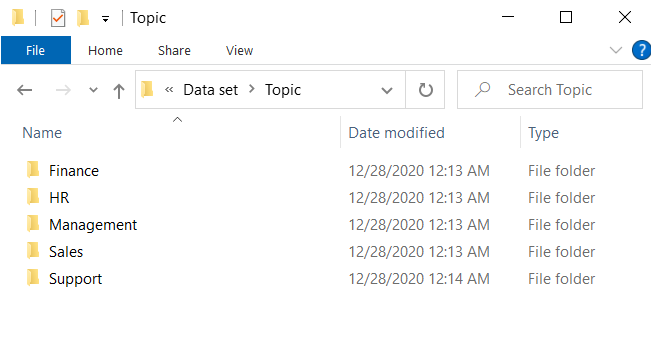 Topic
File Home Share View
« Data set > Topic Search Topic
Name Date modified Type
Finance 12/28/2020 12:13 AM File folder
HR 12/28/2020 12:13 AM File folder
Management 12/28/2020 12:13 AM File folder
Sales 12/28/2020 12:13 AM File folder
Support 12/28/2020 12:14 AM File folder